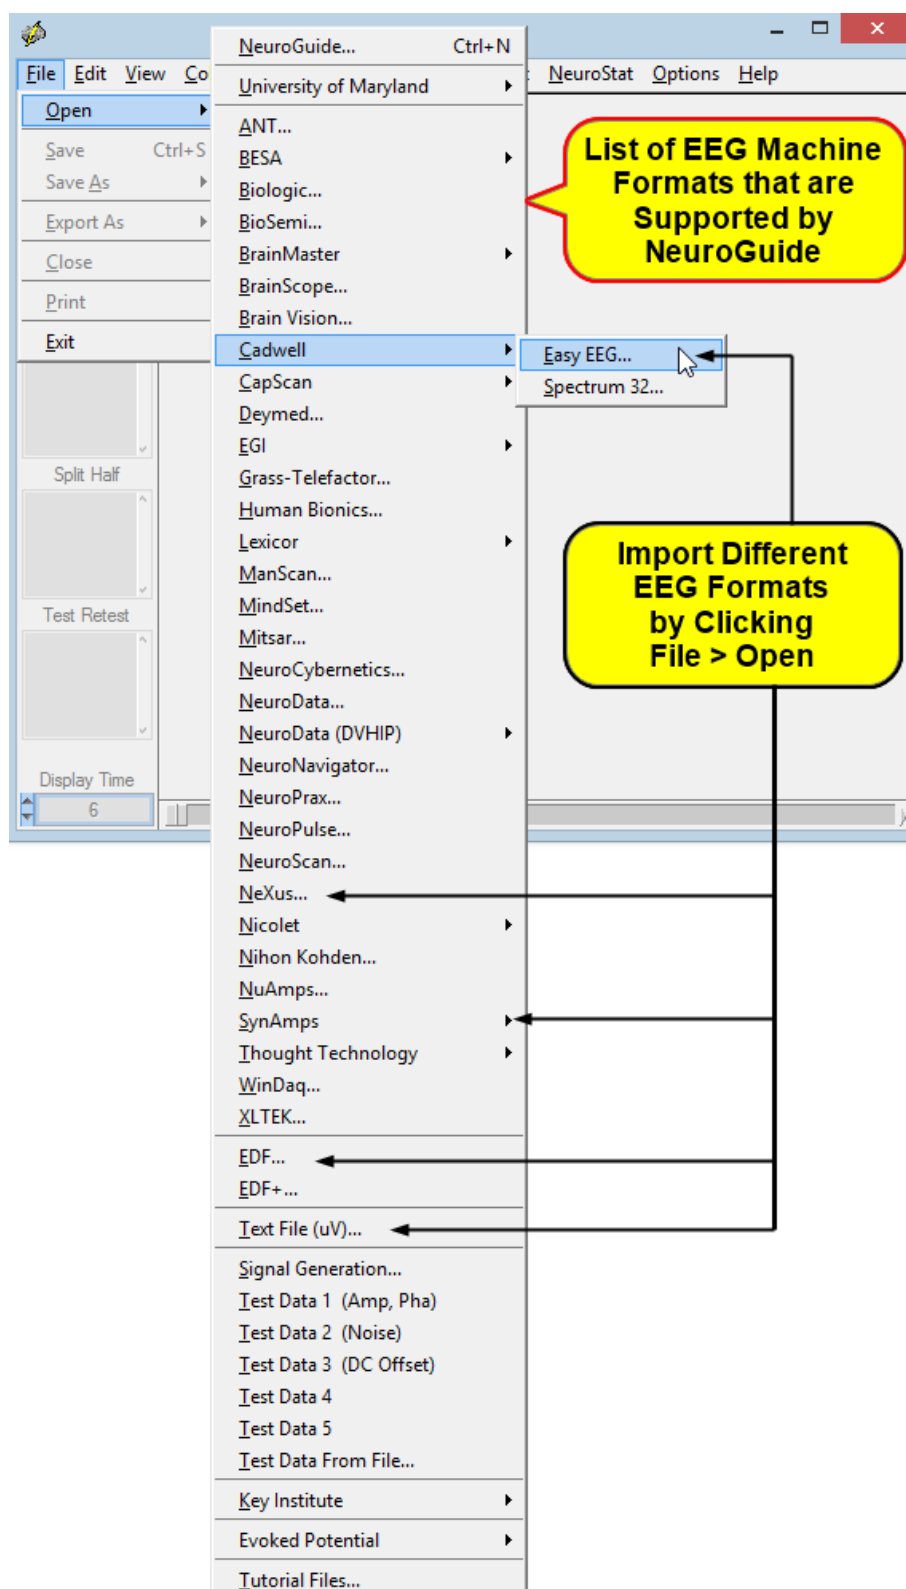 File Edit View Co
NeuroStat Options Help
Open
Save Ctrl+S
Save As
Export As
Close
Print
Exit
Split Half
Test Retest
Display Time
6
NeuroGuide... Ctrl+N
University of Maryland
ANT...
BESA
Biologic...
BioSemi...
BrainMaster
BrainScope...
Brain Vision...
Cadwell
CapScan
Deymed...
EGI
Grass-Telefactor...
Human Bionics...
Lexicor
ManScan...
MindSet...
Mitsar...
NeuroCybernetics...
NeuroData...
NeuroData (DVHIP)
NeuroNavigator...
NeuroPrax...
NeuroPulse...
NeuroScan...
NeXus...
Nicolet
Nihon Kohden...
NuAmps...
SynAmps
Thought Technology
WinDaq...
XLTEK...
EDF...
EDF+...
Text File (uV)...
Signal Generation...
Test Data 1 (Amp, Pha)
Test Data 2 (Noise)
Test Data 3 (DC Offset)
Test Data 4
Test Data 5
Test Data From File...
Key Institute
Evoked Potential
Tutorial Files...
Easy EEG...
Spectrum 32...
List of EEG Machine
Formats that are
Supported by
NeuroGuide
Import Different
EEG Formats
by Clicking
File > Open